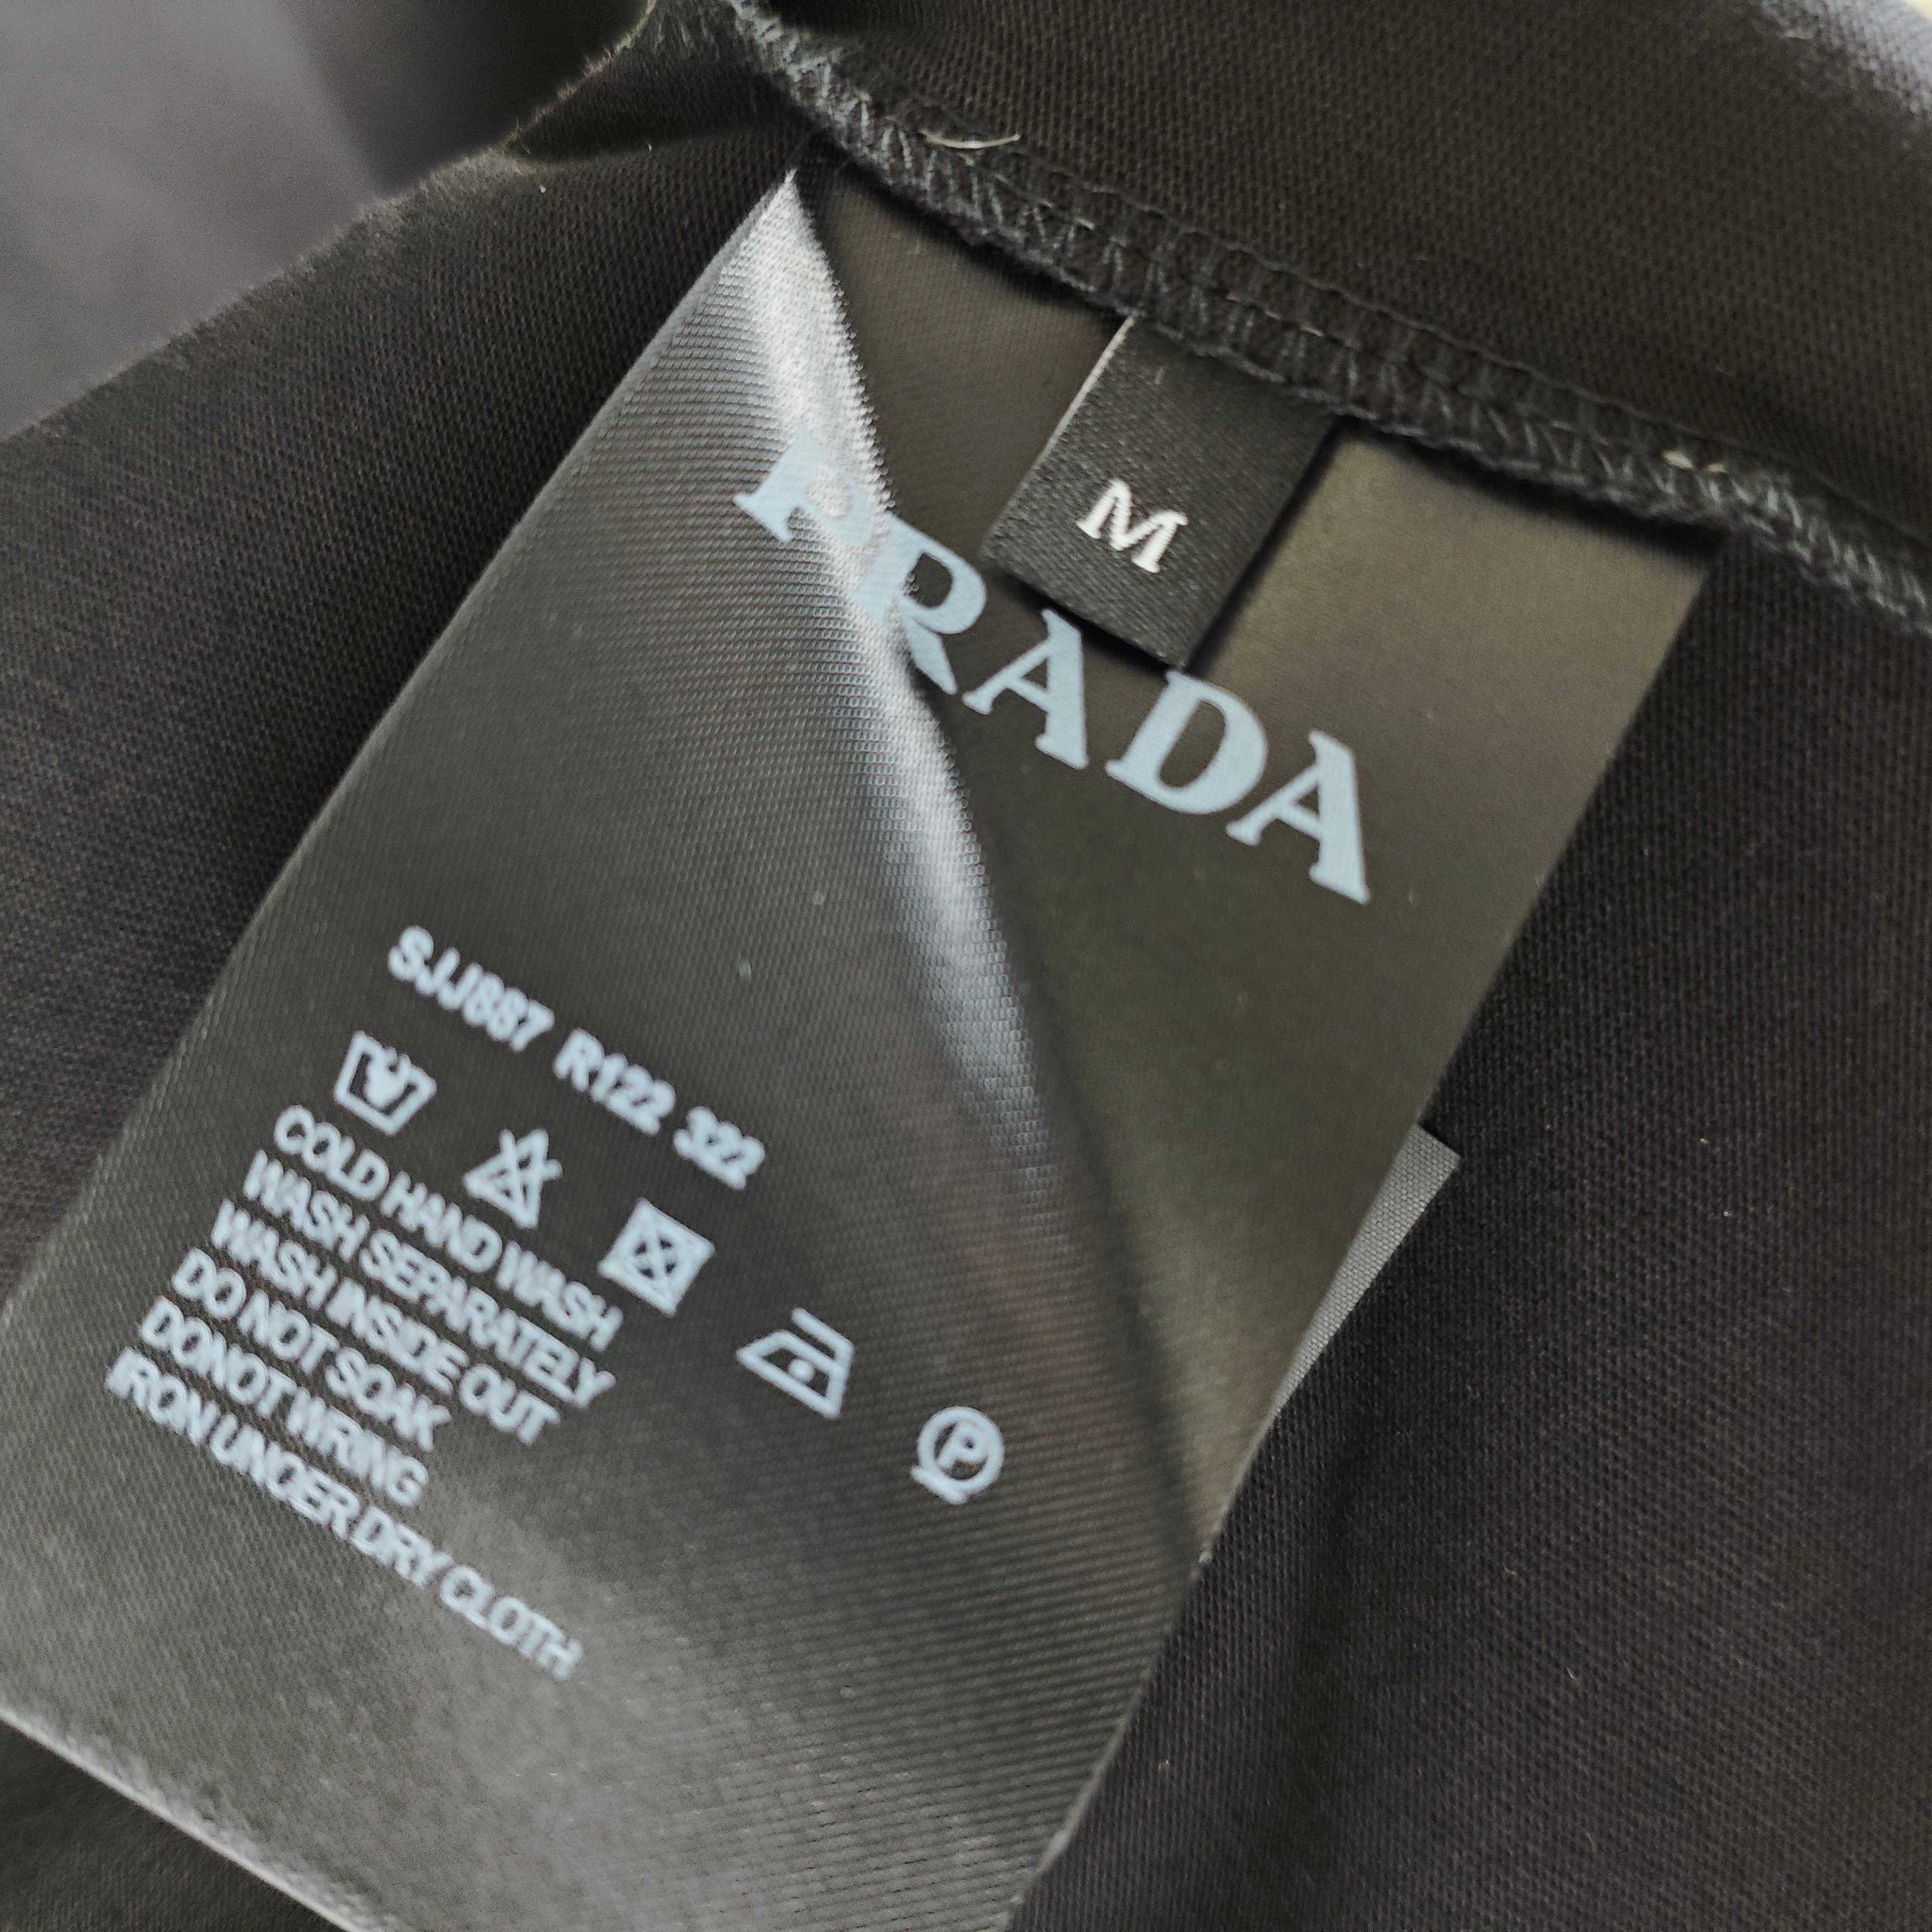 M
PRADA
SJJ887 R122 322
COLD HAND WASH
WASH SEPARATELY
WASH INSIDE OUT
DO NOT SOAK
DONOT WRING
IRON UNDER DRY CLOTH
P